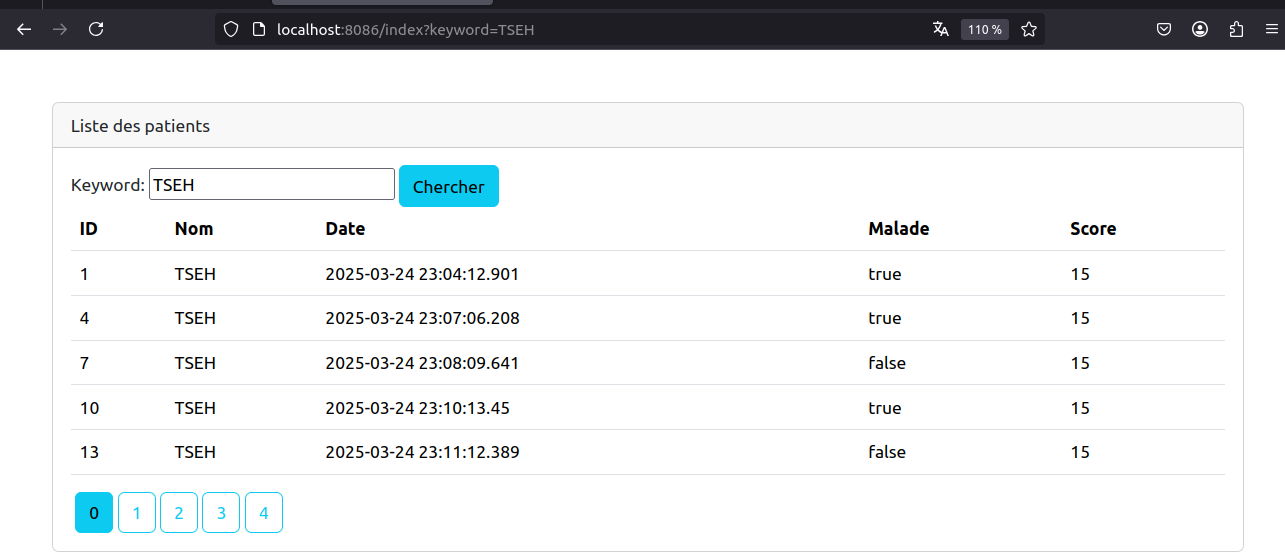 localhost:8086/index?keyword=TSEH
110 %
Liste des patients
Keyword: TSEH Chercher
ID Nom Date Malade Score
1 TSEH 2025-03-24 23:04:12.901 true 15
4 TSEH 2025-03-24 23:07:06.208 true 15
7 TSEH 2025-03-24 23:08:09.641 false 15
10 TSEH 2025-03-24 23:10:13.45 true 15
13 TSEH 2025-03-24 23:11:12.389 false 15
0 1 2 3 4